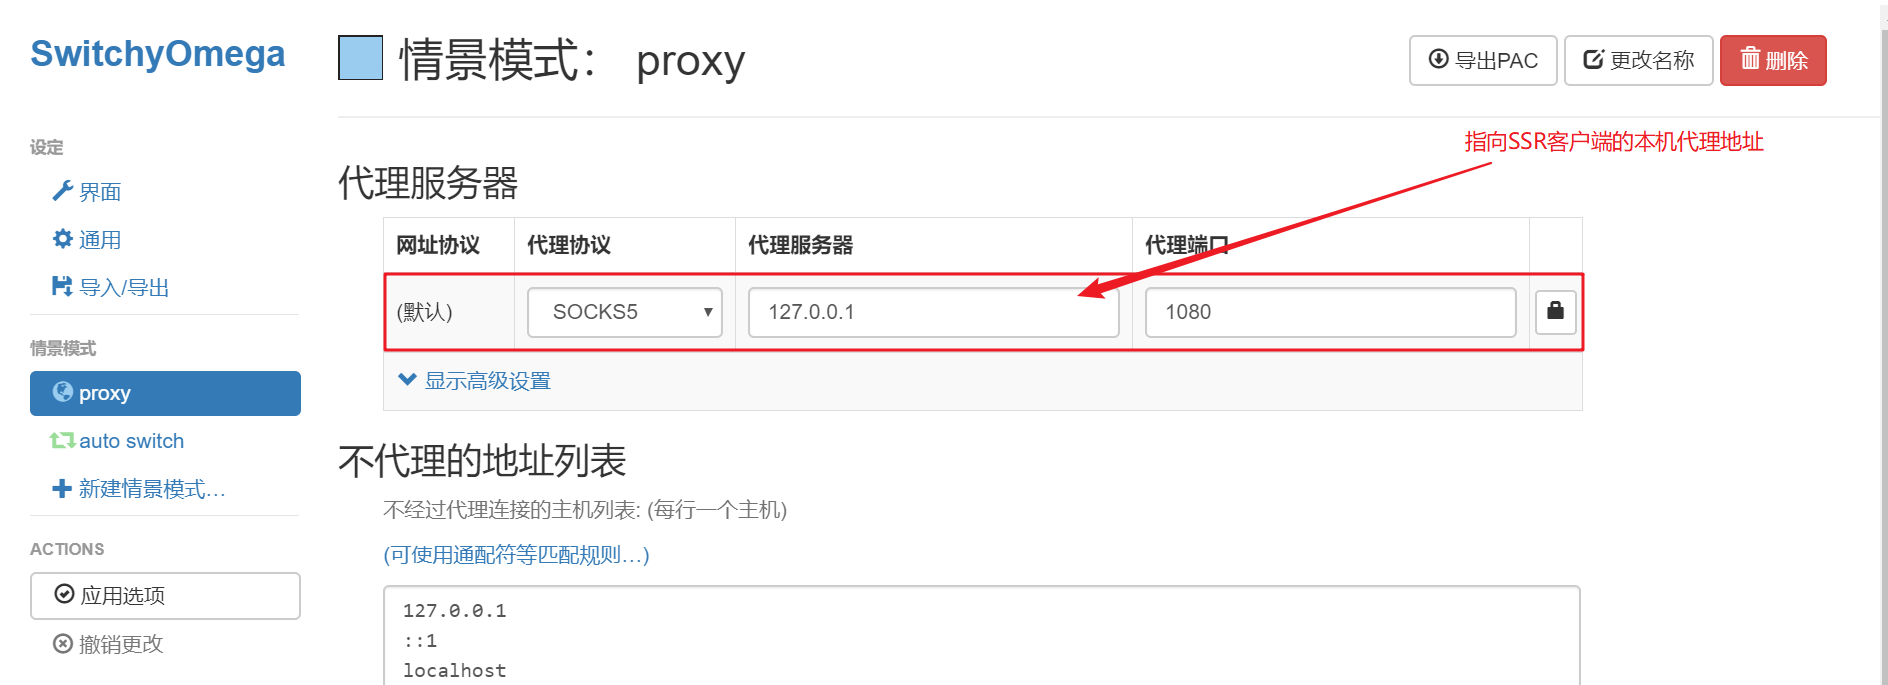 SwitchyOmega
设定
界面
通用
导入/导出
情景模式
proxy
auto switch
新建情景模式...
ACTIONS
应用选项
撤销更改
情景模式： proxy
导出PAC
更改名称
删除
指向SSR客户端的本机代理地址
代理服务器
网址协议 代理协议 代理服务器 代理端口
(默认) SOCKS5 127.0.0.1 1080
显示高级设置
不代理的地址列表
不经过代理连接的主机列表: (每行一个主机)
(可使用通配符等匹配规则...)
127.0.0.1
::1
localhost